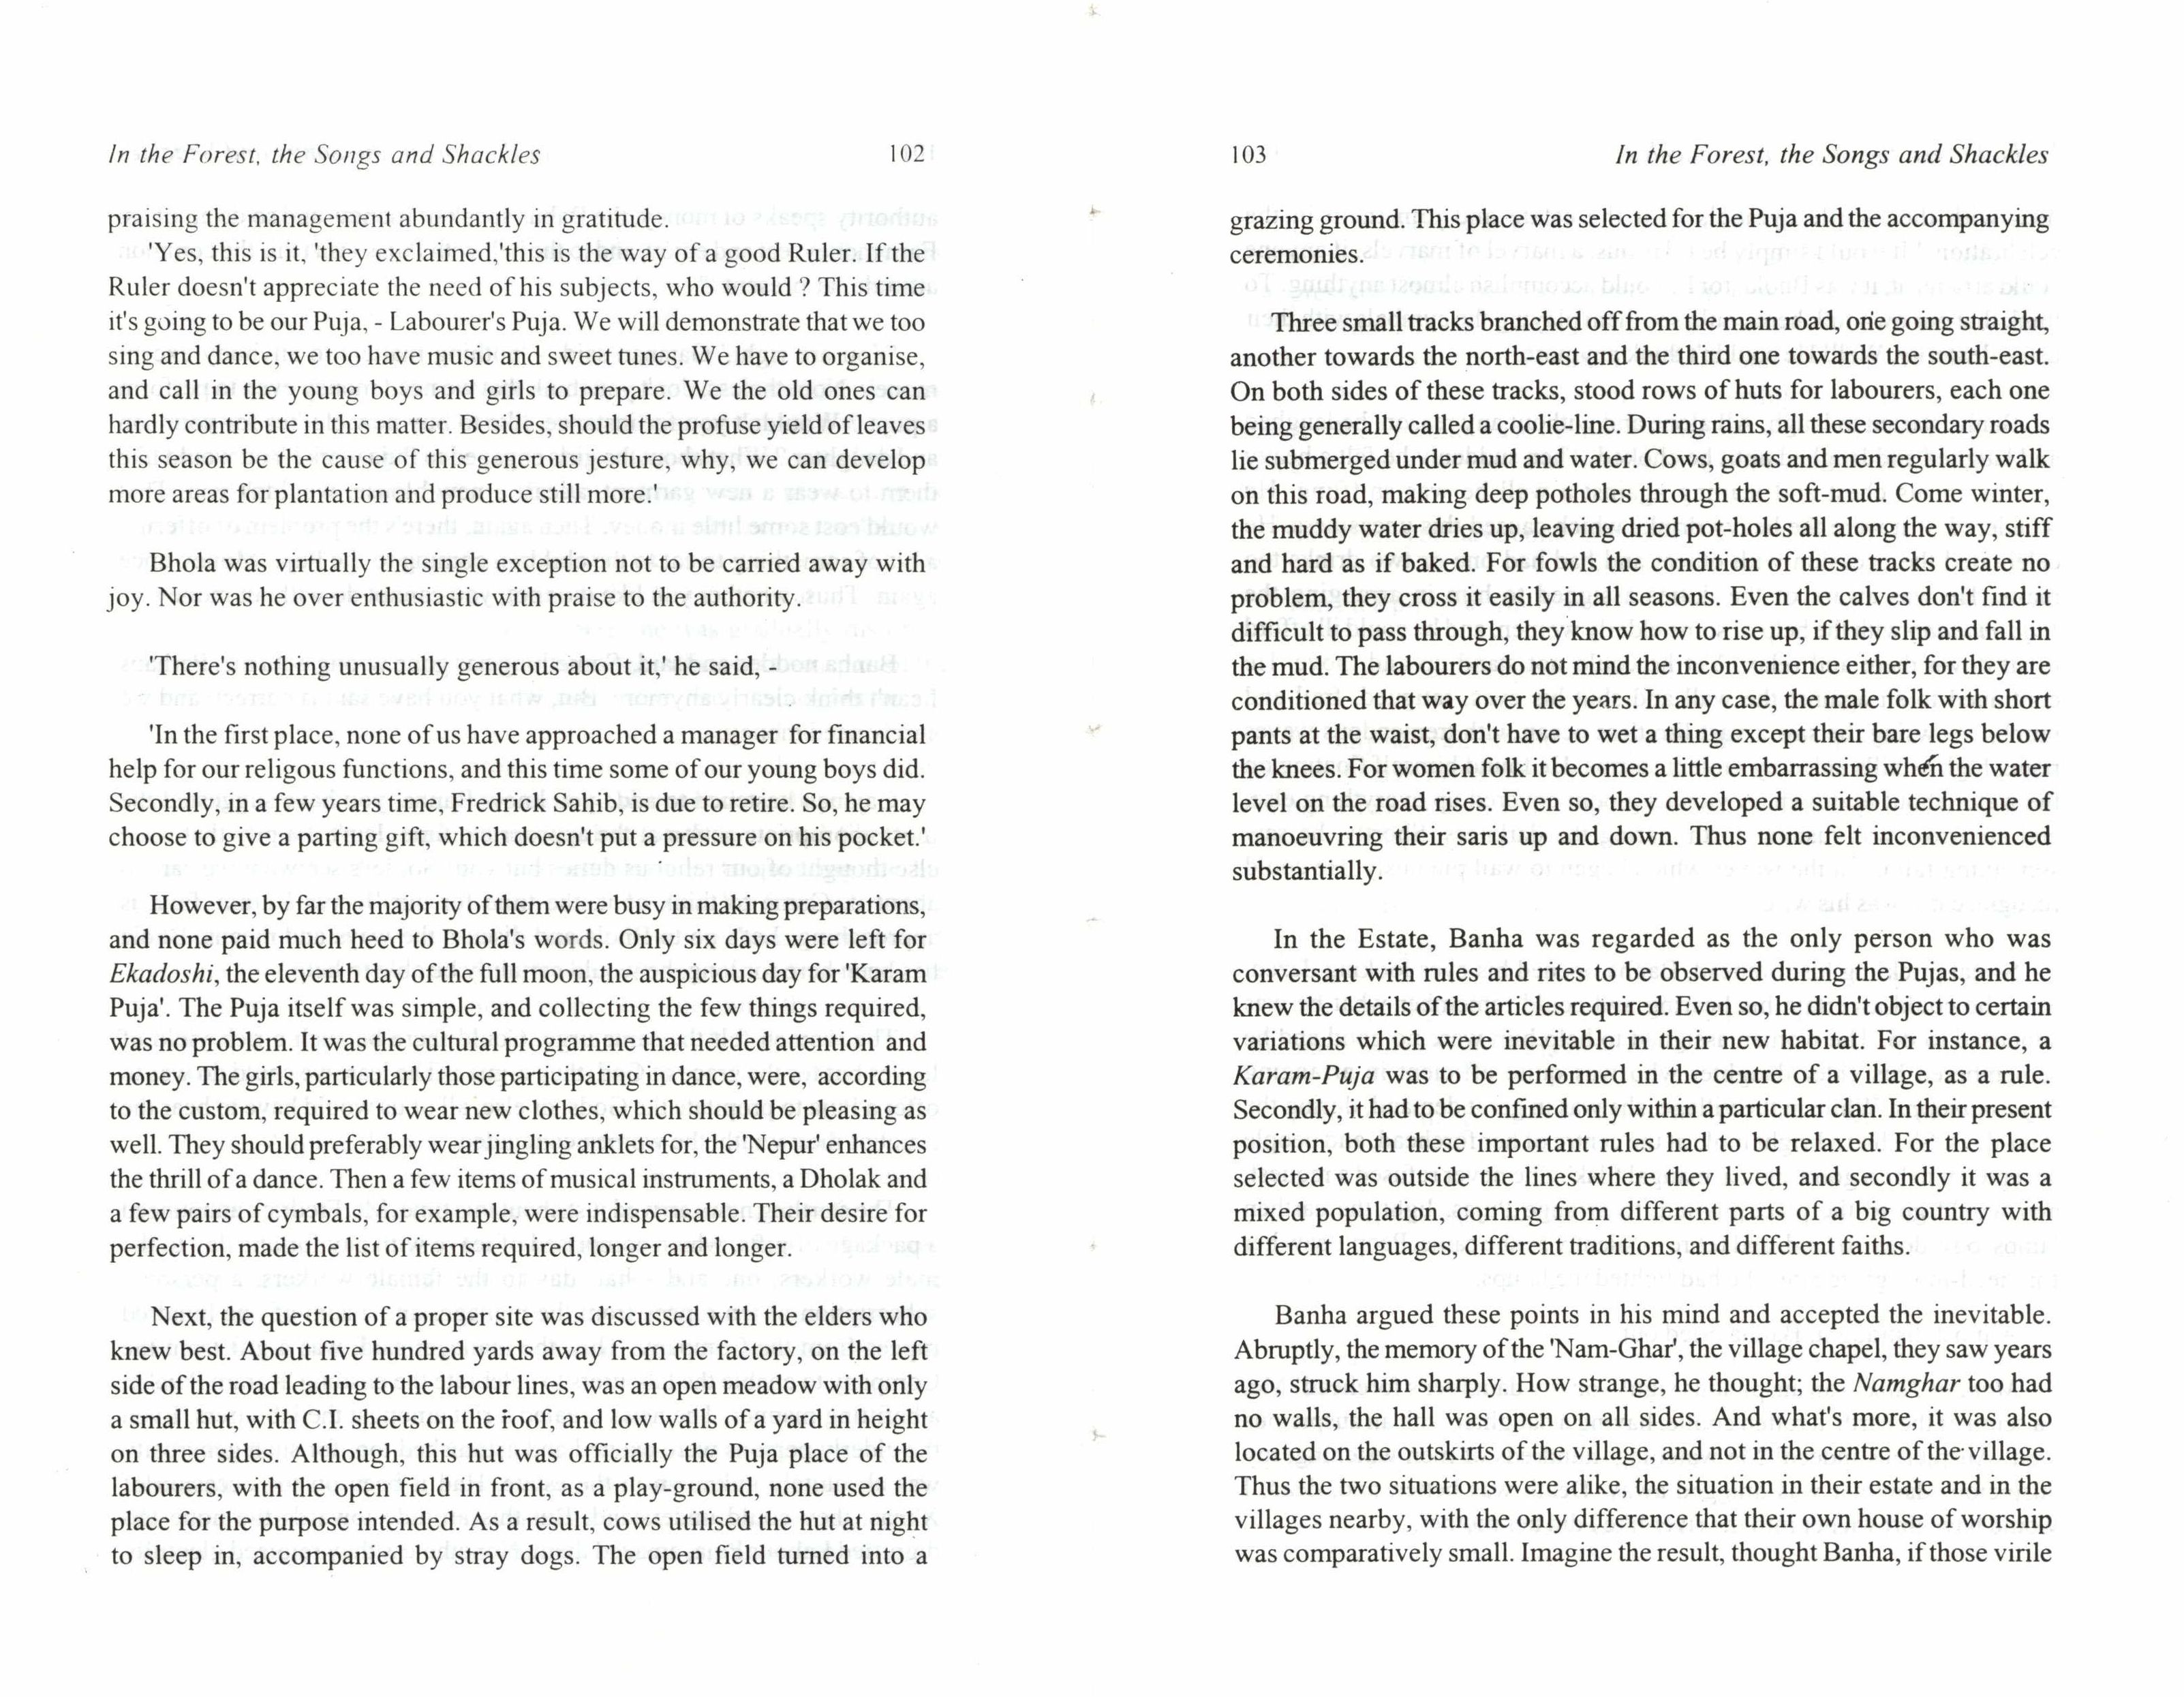 In the Forest, the Songs and Shackles 102
praising the management abundantly in gratitude.
'Yes, this is it, 'they exclaimed,'this is the way of a good Ruler. If the
Ruler doesn't appreciate the need of his subjects, who would ? This time
it's going to be our Puja, - Labourer's Puja. We will demonstrate that we too
sing and dance, we too have music and sweet tunes. We have to organise,
and call in the young boys and girls to prepare. We the old ones can
hardly contribute in this matter. Besides, should the profuse yield of leaves
this season be the cause of this generous jesture, why, we can develop
more areas for plantation and produce still more.'
Bhola was virtually the single exception not to be carried away with
joy. Nor was he over enthusiastic with praise to the authority.
'There's nothing unusually generous about it,' he said, -
'In the first place, none of us have approached a manager for financial
help for our religous functions, and this time some of our young boys did.
Secondly, in a few years time, Fredrick Sahib, is due to retire. So, he may
choose to give a parting gift, which doesn't put a pressure on his pocket.'
However, by far the majority of them were busy in making preparations,
and none paid much heed to Bhola's words. Only six days were left for
Ekadoshi, the eleventh day of the full moon, the auspicious day for 'Karam
Puja'. The Puja itself was simple, and collecting the few things required,
was no problem. It was the cultural programme that needed attention and
money. The girls, particularly those participating in dance, were, according
to the custom, required to wear new clothes, which should be pleasing as
well. They should preferably wear jingling anklets for, the 'Nepur' enhances
the thrill of a dance. Then a few items of musical instruments, a Dholak and
a few pairs of cymbals, for example, were indispensable. Their desire for
perfection, made the list of items required, longer and longer.
Next, the question of a proper site was discussed with the elders who
knew best. About five hundred yards away from the factory, on the left
side of the road leading to the labour lines, was an open meadow with only
a small hut, with C.I. sheets on the roof, and low walls of a yard in height
on three sides. Although, this hut was officially the Puja place of the
labourers, with the open field in front, as a play-ground, none used the
place for the purpose intended. As a result, cows utilised the hut at night
to sleep in, accompanied by stray dogs. The open field turned into a
103 In the Forest, the Songs and Shackles
grazing ground. This place was selected for the Puja and the accompanying
ceremonies.
Three small tracks branched off from the main road, one going straight,
another towards the north-east and the third one towards the south-east.
On both sides of these tracks, stood rows of huts for labourers, each one
being generally called a coolie-line. During rains, all these secondary roads
lie submerged under mud and water. Cows, goats and men regularly walk
on this road, making deep potholes through the soft-mud. Come winter,
the muddy water dries up, leaving dried pot-holes all along the way, stiff
and hard as if baked. For fowls the condition of these tracks create no
problem, they cross it easily in all seasons. Even the calves don't find it
difficult to pass through, they know how to rise up, if they slip and fall in
the mud. The labourers do not mind the inconvenience either, for they are
conditioned that way over the years. In any case, the male folk with short
pants at the waist, don't have to wet a thing except their bare legs below
the knees. For women folk it becomes a little embarrassing when the water
level on the road rises. Even so, they developed a suitable technique of
manoeuvring their saris up and down. Thus none felt inconvenienced
substantially.
In the Estate, Banha was regarded as the only person who was
conversant with rules and rites to be observed during the Pujas, and he
knew the details of the articles required. Even so, he didn't object to certain
variations which were inevitable in their new habitat. For instance, a
Karam-Puja was to be performed in the centre of a village, as a rule.
Secondly, it had to be confined only within a particular clan. In their present
position, both these important rules had to be relaxed. For the place
selected was outside the lines where they lived, and secondly it was a
mixed population, coming from different parts of a big country with
different languages, different traditions, and different faiths.
Banha argued these points in his mind and accepted the inevitable.
Abruptly, the memory of the 'Nam-Ghar', the village chapel, they saw years
ago, struck him sharply. How strange, he thought; the Namghar too had
no walls, the hall was open on all sides. And what's more, it was also
located on the outskirts of the village, and not in the centre of the village.
Thus the two situations were alike, the situation in their estate and in the
villages nearby, with the only difference that their own house of worship
was comparatively small. Imagine the result, thought Banha, if those virile